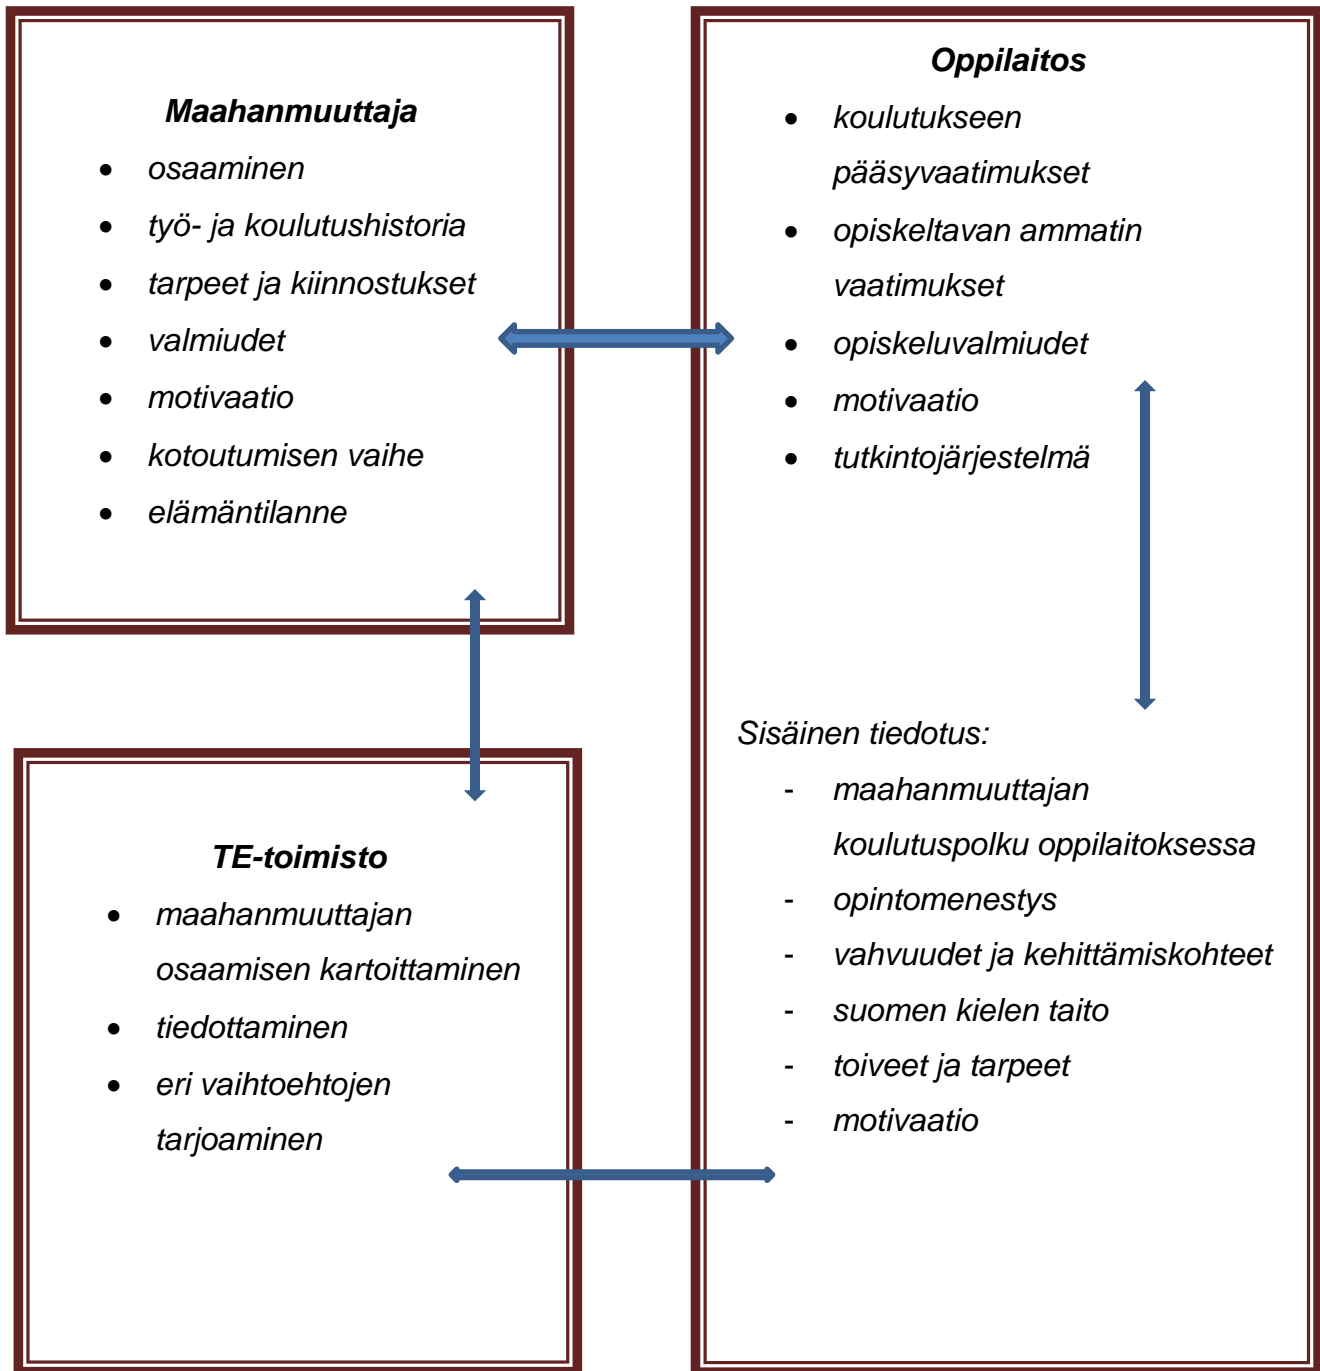 Maahanmuuttaja
• osaaminen
• työ- ja koulutushistoria
• tarpeet ja kiinnostukset
• valmiudet
• motivaatio
• kotoutumisen vaihe
• elämäntilanne
Oppilaitos
• koulutukseen
pääsyvaatimukset
• opiskeltavan ammatin
vaatimukset
• opiskeluvalmiudet
• motivaatio
• tutkintojärjestelmä
Sisäinen tiedotus:
- maahanmuuttajan
koulutuspolku oppilaitoksessa
- opintomenestys
- vahvuudet ja kehittämiskohteet
- suomen kielen taito
- toiveet ja tarpeet
- motivaatio
TE-toimisto
• maahanmuuttajan
osaamisen kartoittaminen
• tiedottaminen
• eri vaihtoehtojen
tarjoaminen